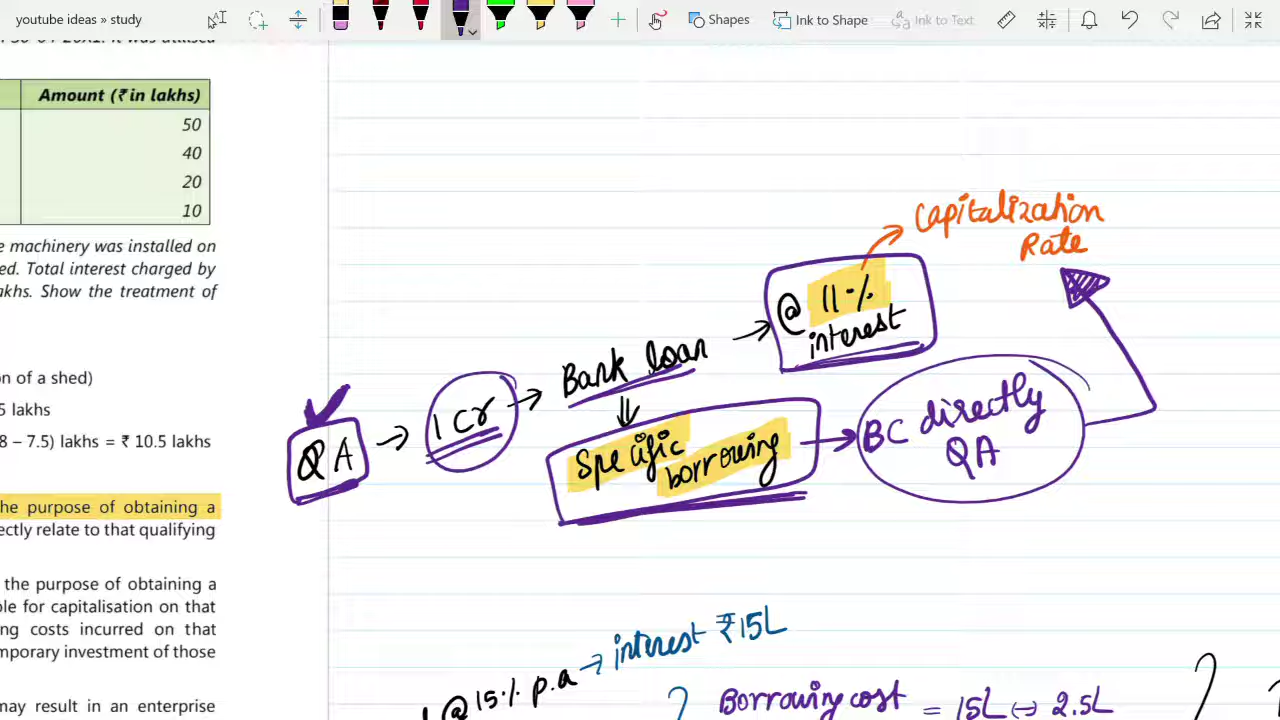 youtube ideas » study
Shapes
Ink to Shape
Ink to Text
It was utilised
Amount (₹ in lakhs)
50
40
20
10
e machinery was installed on
ed. Total interest charged by
akhs. Show the treatment of
on of a shed)
5 lakhs
8 – 7.5) lakhs = ₹ 10.5 lakhs
he purpose of obtaining a
ectly relate to that qualifying
the purpose of obtaining a
ble for capitalisation on that
ng costs incurred on that
mporary investment of those
may result in an enterprise
Capitalization
Rate
@ 11%
interest
Bank loan
1 Cr
QA
Specific
borrowing
BC directly
QA
interest ₹15L
@15% p.a
Borrowing cost = 15L (-) 2.5L